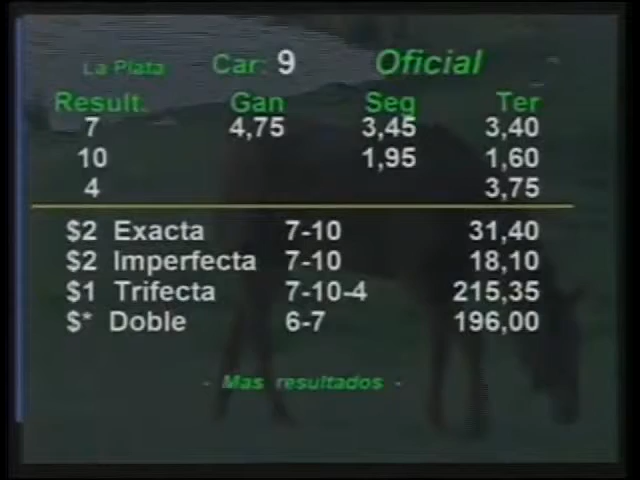 La Plata Car: 9 Oficial
Result. Gan Seg Ter
7 4,75 3,45 3,40
10 1,95 1,60
4 3,75
$2 Exacta 7-10 31,40
$2 Imperfecta 7-10 18,10
$1 Trifecta 7-10-4 215,35
$* Doble 6-7 196,00
- Mas resultados -